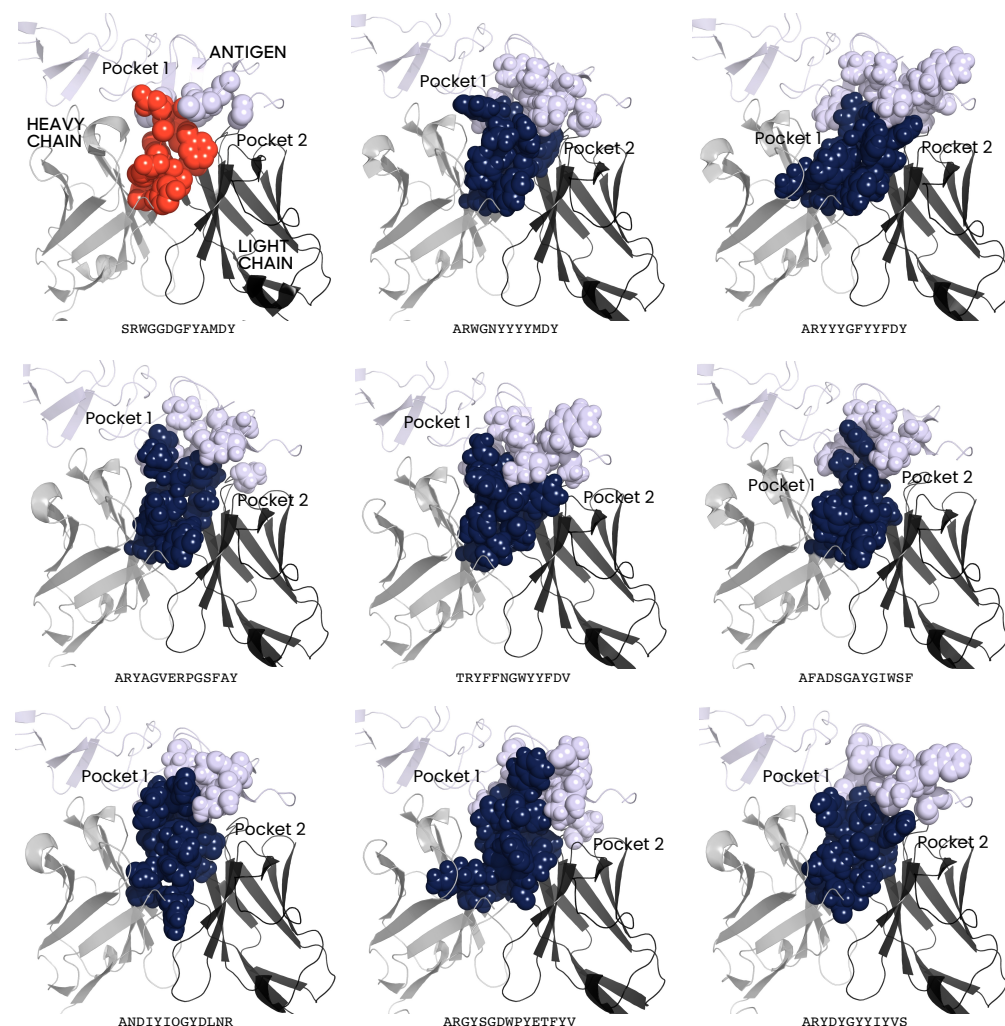 Pocket 1
ANTIGEN
HEAVY
CHAIN
Pocket 2
LIGHT
CHAIN
SRWGGDGFYAMDY
Pocket 1
Pocket 2
ARWGNYYYYMDY
Pocket 1
Pocket 2
ARYYYGFYYFDY
Pocket 1
Pocket 2
ARYAGVERPGSFAY
Pocket 1
Pocket 2
TRYFFNGWYYFDV
Pocket 1
Pocket 2
AFADSGAYGIWSF
Pocket 1
Pocket 2
ANDIYIOGYDLNR
Pocket 1
Pocket 2
ARGYSGDWPYETFYV
Pocket 1
Pocket 2
ARYDYGYYIYVS